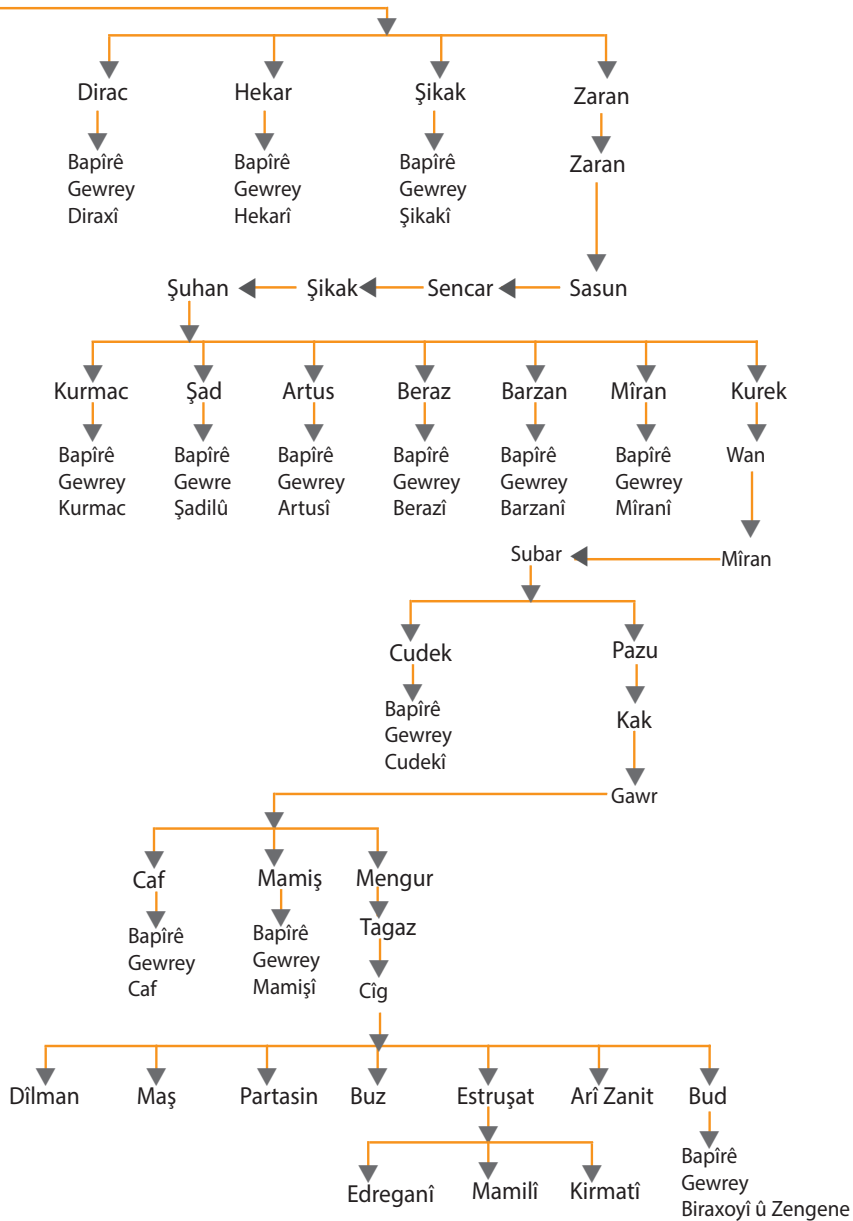 Dirac
Hekar
Şikak
Zaran
Bapîrê
Gewrey
Diraxî
Bapîrê
Gewrey
Hekarî
Bapîrê
Gewrey
Şikakî
Zaran
Şuhan
Şikak
Sencar
Sasun
Kurmac
Şad
Artus
Beraz
Barzan
Mîran
Kurek
Bapîrê
Gewrey
Kurmac
Bapîrê
Gewre
Şadilû
Bapîrê
Gewrey
Artusî
Bapîrê
Gewrey
Berazî
Bapîrê
Gewrey
Barzanî
Bapîrê
Gewrey
Mîranî
Wan
Subar
Mîran
Cudek
Pazu
Bapîrê
Gewrey
Cudekî
Kak
Gawr
Caf
Mamiş
Mengur
Bapîrê
Gewrey
Caf
Bapîrê
Gewrey
Mamişî
Tagaz
Cîg
Dîlman
Maş
Partasin
Buz
Estruşat
Arî Zanit
Bud
Edreganî
Mamilî
Kirmatî
Bapîrê
Gewrey
Biraxoyî û Zengene